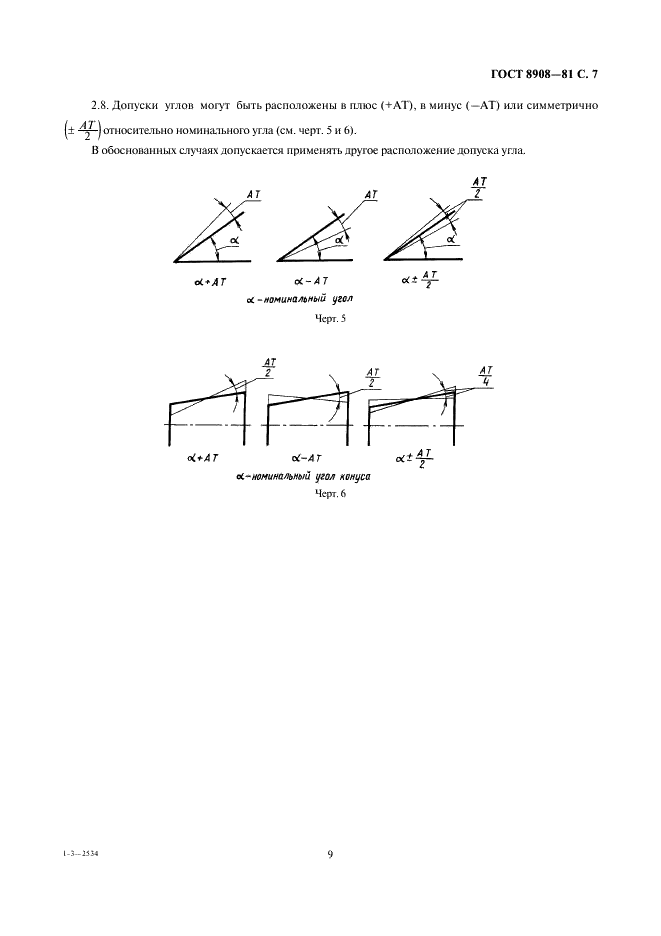 ГОСТ 8908—81 С. 7
2.8. Допуски углов могут быть расположены в плюс (+АТ), в минус (—АТ) или симметрично
(± AT/2) относительно номинального угла (см. черт. 5 и 6).
В обоснованных случаях допускается применять другое расположение допуска угла.
AT AT AT/2
α α α
α+AT α−AT α± AT/2
α−номинальный угол
Черт. 5
AT/2 AT/2 AT/4
α+AT α−AT α± AT/2
α−номинальный угол конуса
Черт. 6
1-3—2534
9